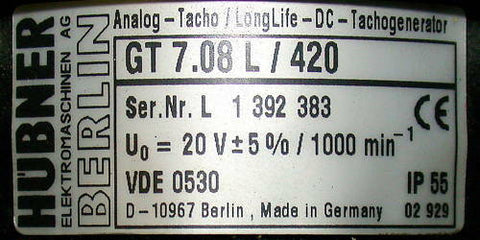 HÜBNER
ELEKTROMASCHINEN AG
BERLIN
Analog - Tacho / LongLife - DC - Tachogenerator
GT 7.08 L / 420
Ser.Nr. L 1 392 383
CE
U₀ = 20 V ± 5 % / 1000 min⁻¹
VDE 0530 IP 55
D - 10967 Berlin , Made in Germany 02 929